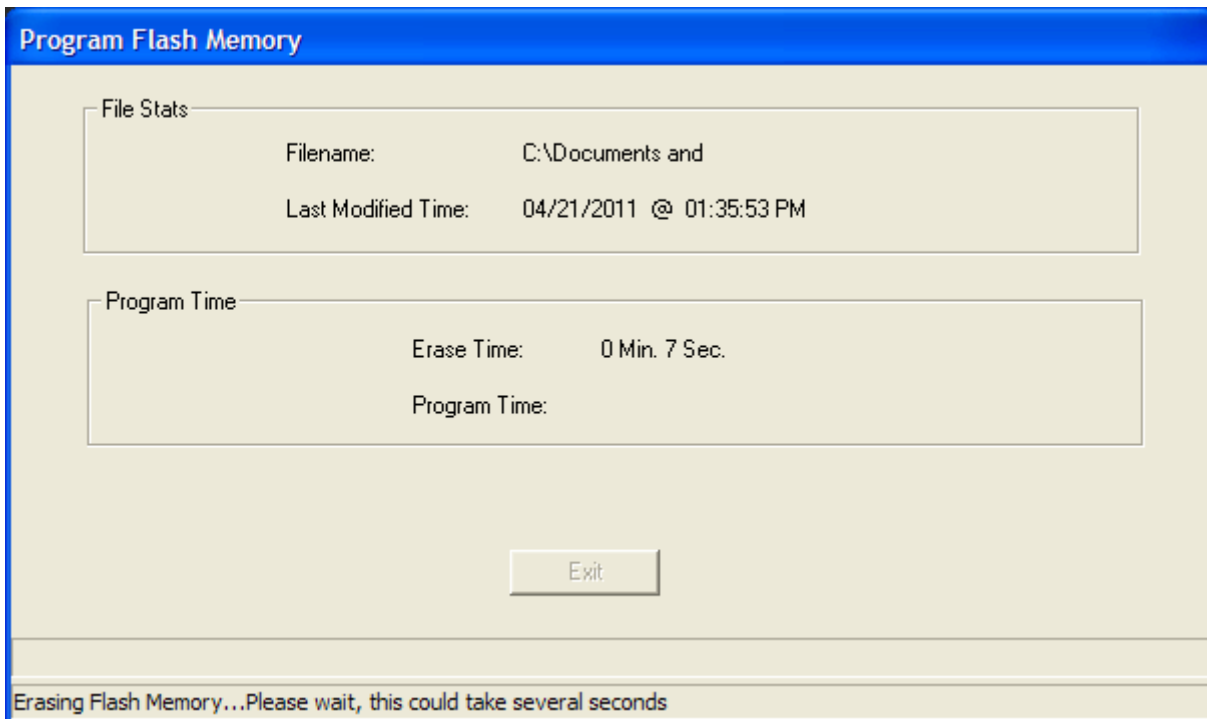 Program Flash Memory
File Stats
Filename: C:\Documents and
Last Modified Time: 04/21/2011 @ 01:35:53 PM
Program Time
Erase Time: 0 Min. 7 Sec.
Program Time:
Exit
Erasing Flash Memory...Please wait, this could take several seconds